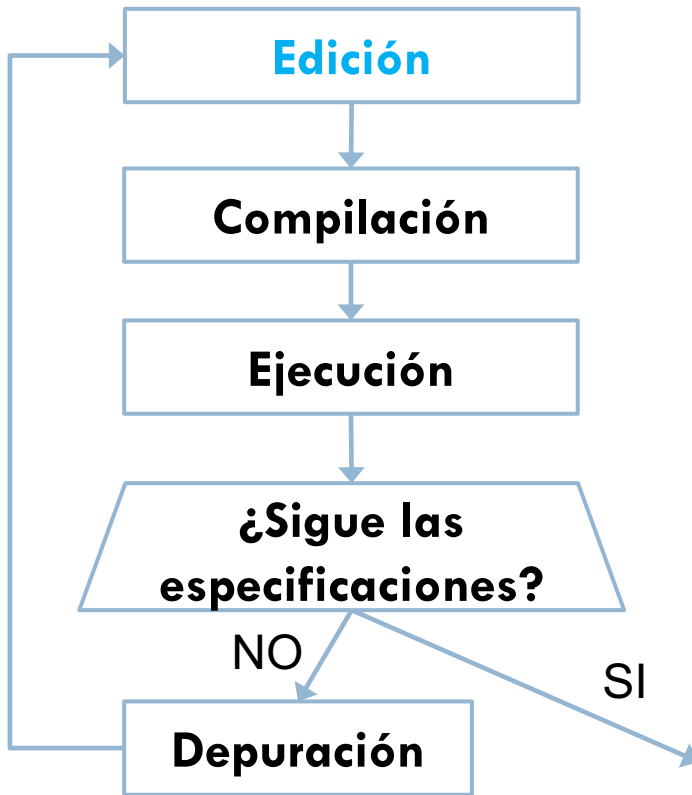 Edición
Compilación
Ejecución
¿Sigue las
especificaciones?
NO
SI
Depuración